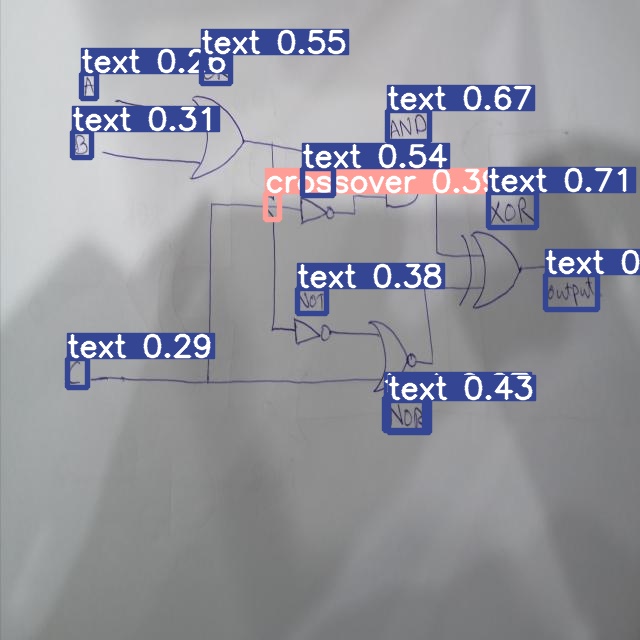 text 0.55
text 0.26
A
text 0.67
text 0.31
AND
B
text 0.54
crossover 0.39
text 0.71
XOR
text 0
text 0.38
output
NOT
text 0.29
C
text 0.43
NOR